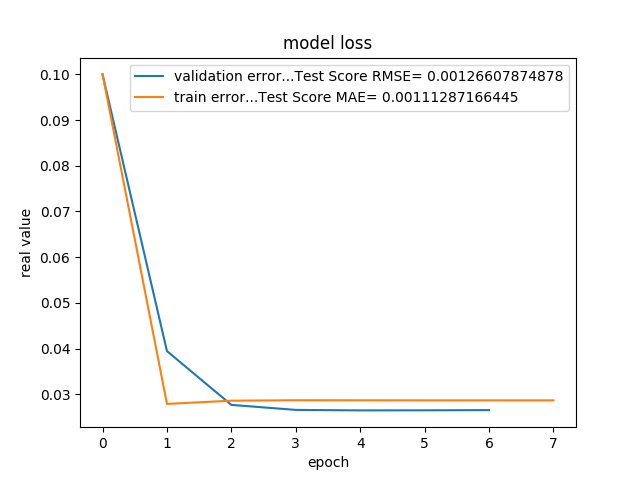 model loss
validation error...Test Score RMSE= 0.00126607874878
train error...Test Score MAE= 0.00111287166445
real value
0.10
0.09
0.08
0.07
0.06
0.05
0.04
0.03
0 1 2 3 4 5 6 7
epoch